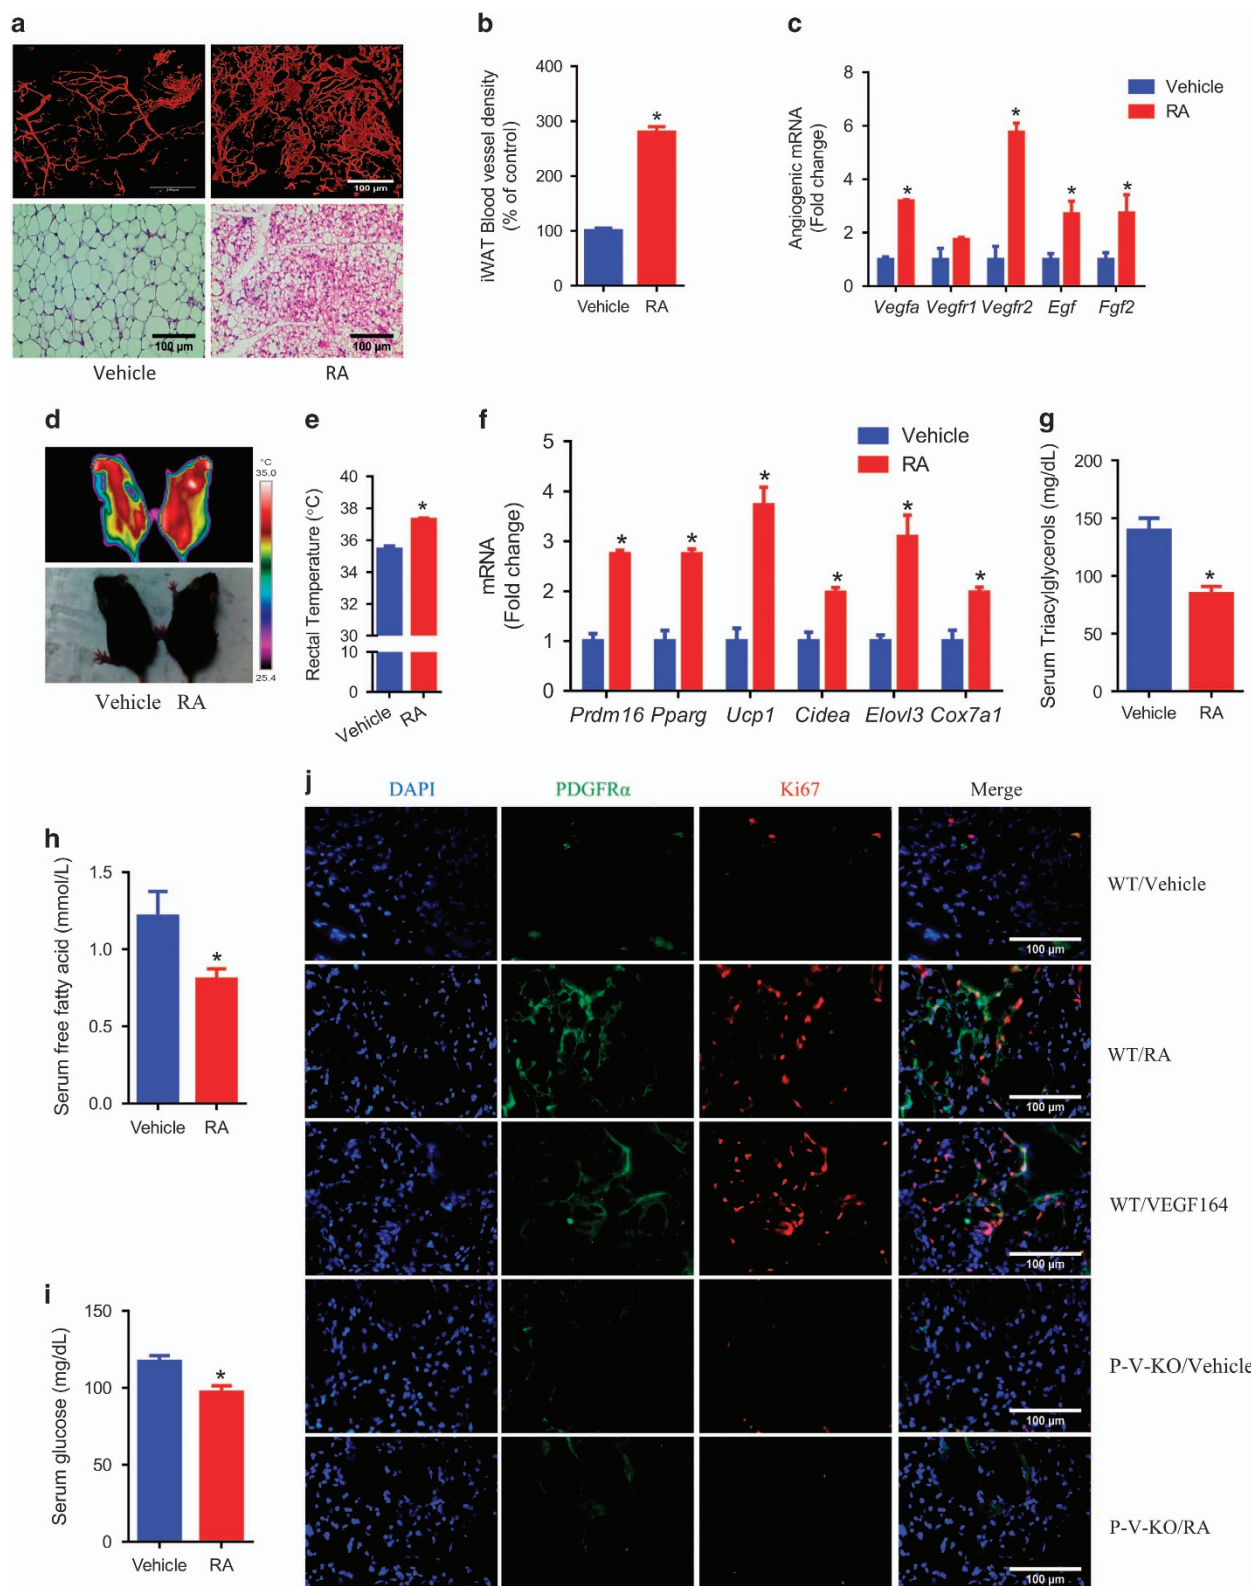 a
100 µm
100 µm
100 µm
Vehicle
RA
b
iWAT Blood vessel density
(% of control)
400
300
200
100
0
Vehicle
RA
*
c
Angiogenic mRNA
(Fold change)
8
6
4
2
0
*
*
*
*
Vegfa
Vegfr1
Vegfr2
Egf
Fgf2
Vehicle
RA
d
°C
35.0
25.4
Vehicle
RA
e
Rectal Temperature (°C)
40
38
36
34
32
30
10
0
*
Vehicle
RA
f
mRNA
(Fold change)
5
4
3
2
1
0
*
*
*
*
*
*
Prdm16
Pparg
Ucp1
Cidea
Elovl3
Cox7a1
Vehicle
RA
g
Serum Triacylglycerols (mg/dL)
200
150
100
50
0
*
Vehicle
RA
h
Serum free fatty acid (mmol/L)
1.5
1.0
0.5
0.0
*
Vehicle
RA
i
Serum glucose (mg/dL)
150
100
50
0
*
Vehicle
RA
j
DAPI
PDGFRα
Ki67
Merge
100 µm
WT/Vehicle
100 µm
WT/RA
100 µm
WT/VEGF164
100 µm
P-V-KO/Vehicle
100 µm
P-V-KO/RA